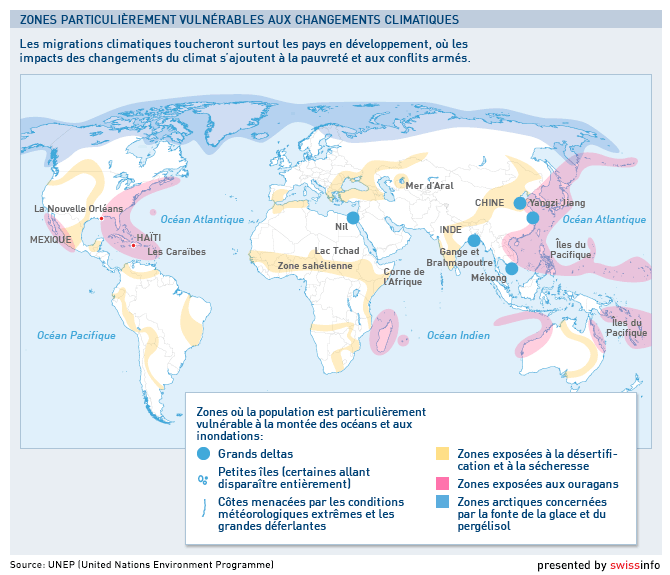 ZONES PARTICULIÈREMENT VULNÉRABLES AUX CHANGEMENTS CLIMATIQUES
Les migrations climatiques toucheront surtout les pays en développement, où les
impacts des changements du climat s'ajoutent à la pauvreté et aux conflits armés.
Mer d'Aral
La Nouvelle Orléans
CHINE
Yangzi Jiang
Océan Atlantique
Océan Atlantique
Nil
INDE
MEXIQUE
HAÏTI
Les Caraïbes
Lac Tchad
Zone sahélienne
Gange et
Brahmapoutre
Îles du
Pacifique
Corne de
l'Afrique
Mékong
Océan Pacifique
Océan Indien
Îles du
Pacifique
Zones où la population est particulièrement
vulnérable à la montée des océans et aux
inondations:
Grands deltas
Petites îles (certaines allant
disparaître entièrement)
Côtes menacées par les conditions
météorologiques extrêmes et les
grandes déferlantes
Zones exposées à la désertifi-
cation et à la sécheresse
Zones exposées aux ouragans
Zones arctiques concernées
par la fonte de la glace et du
pergélisol
Source: UNEP (United Nations Environment Programme)
presented by swissinfo